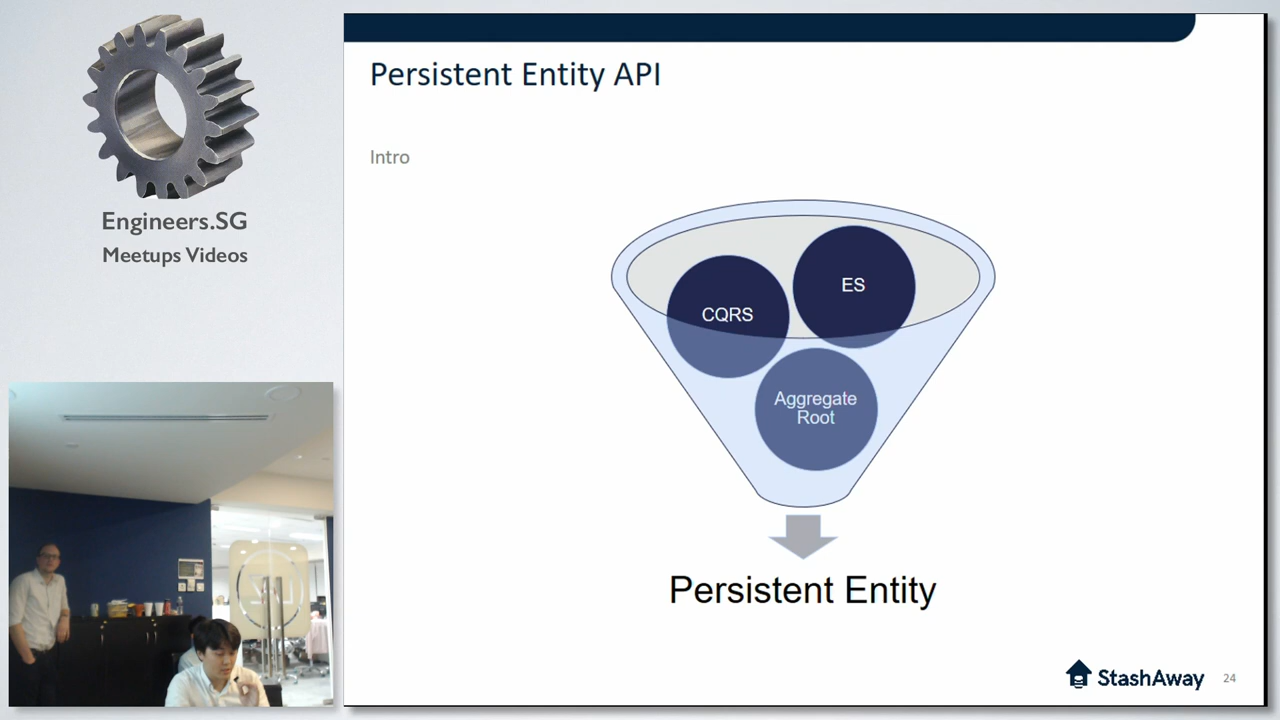 Engineers.SG
Meetups Videos
Persistent Entity API
Intro
CQRS
ES
Aggregate
Root
Persistent Entity
StashAway
24